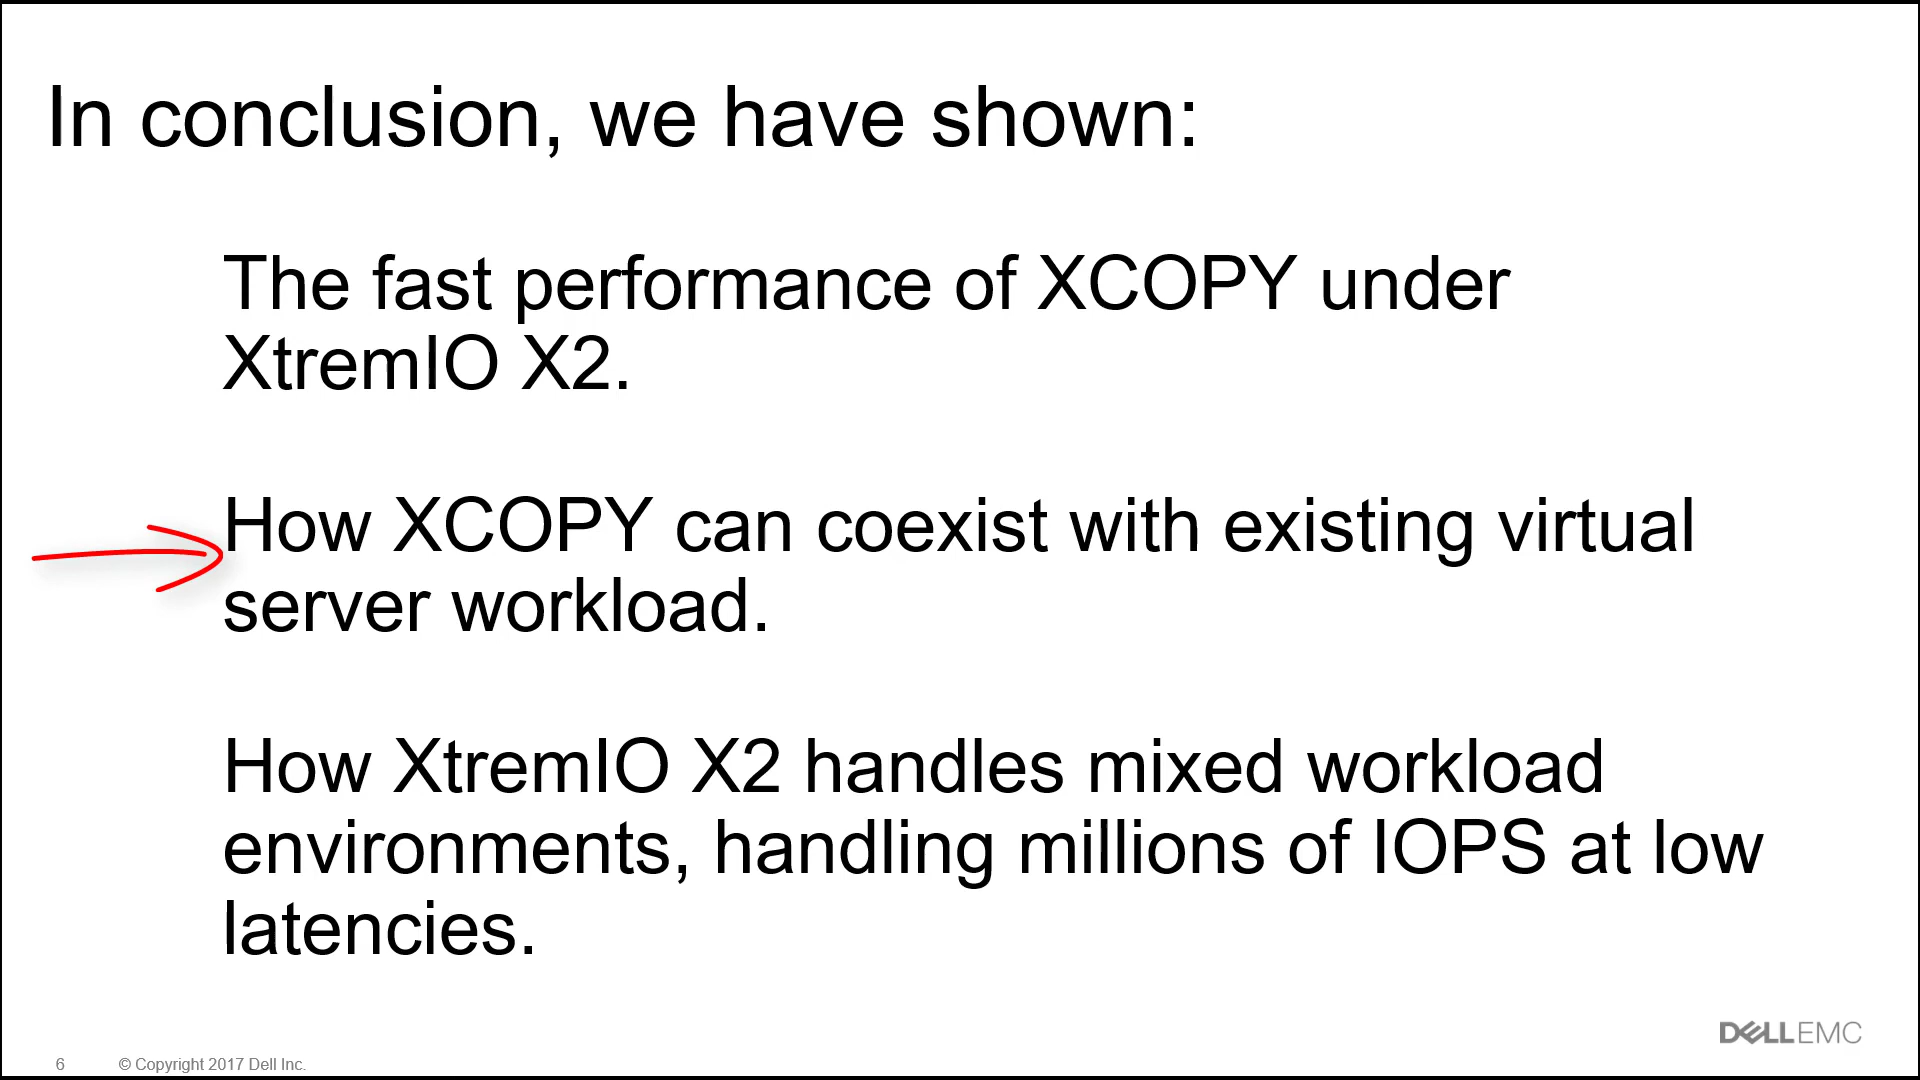 In conclusion, we have shown:
The fast performance of XCOPY under
XtremIO X2.
How XCOPY can coexist with existing virtual
server workload.
How XtremIO X2 handles mixed workload
environments, handling millions of IOPS at low
latencies.
DELLEMC
6 © Copyright 2017 Dell Inc.